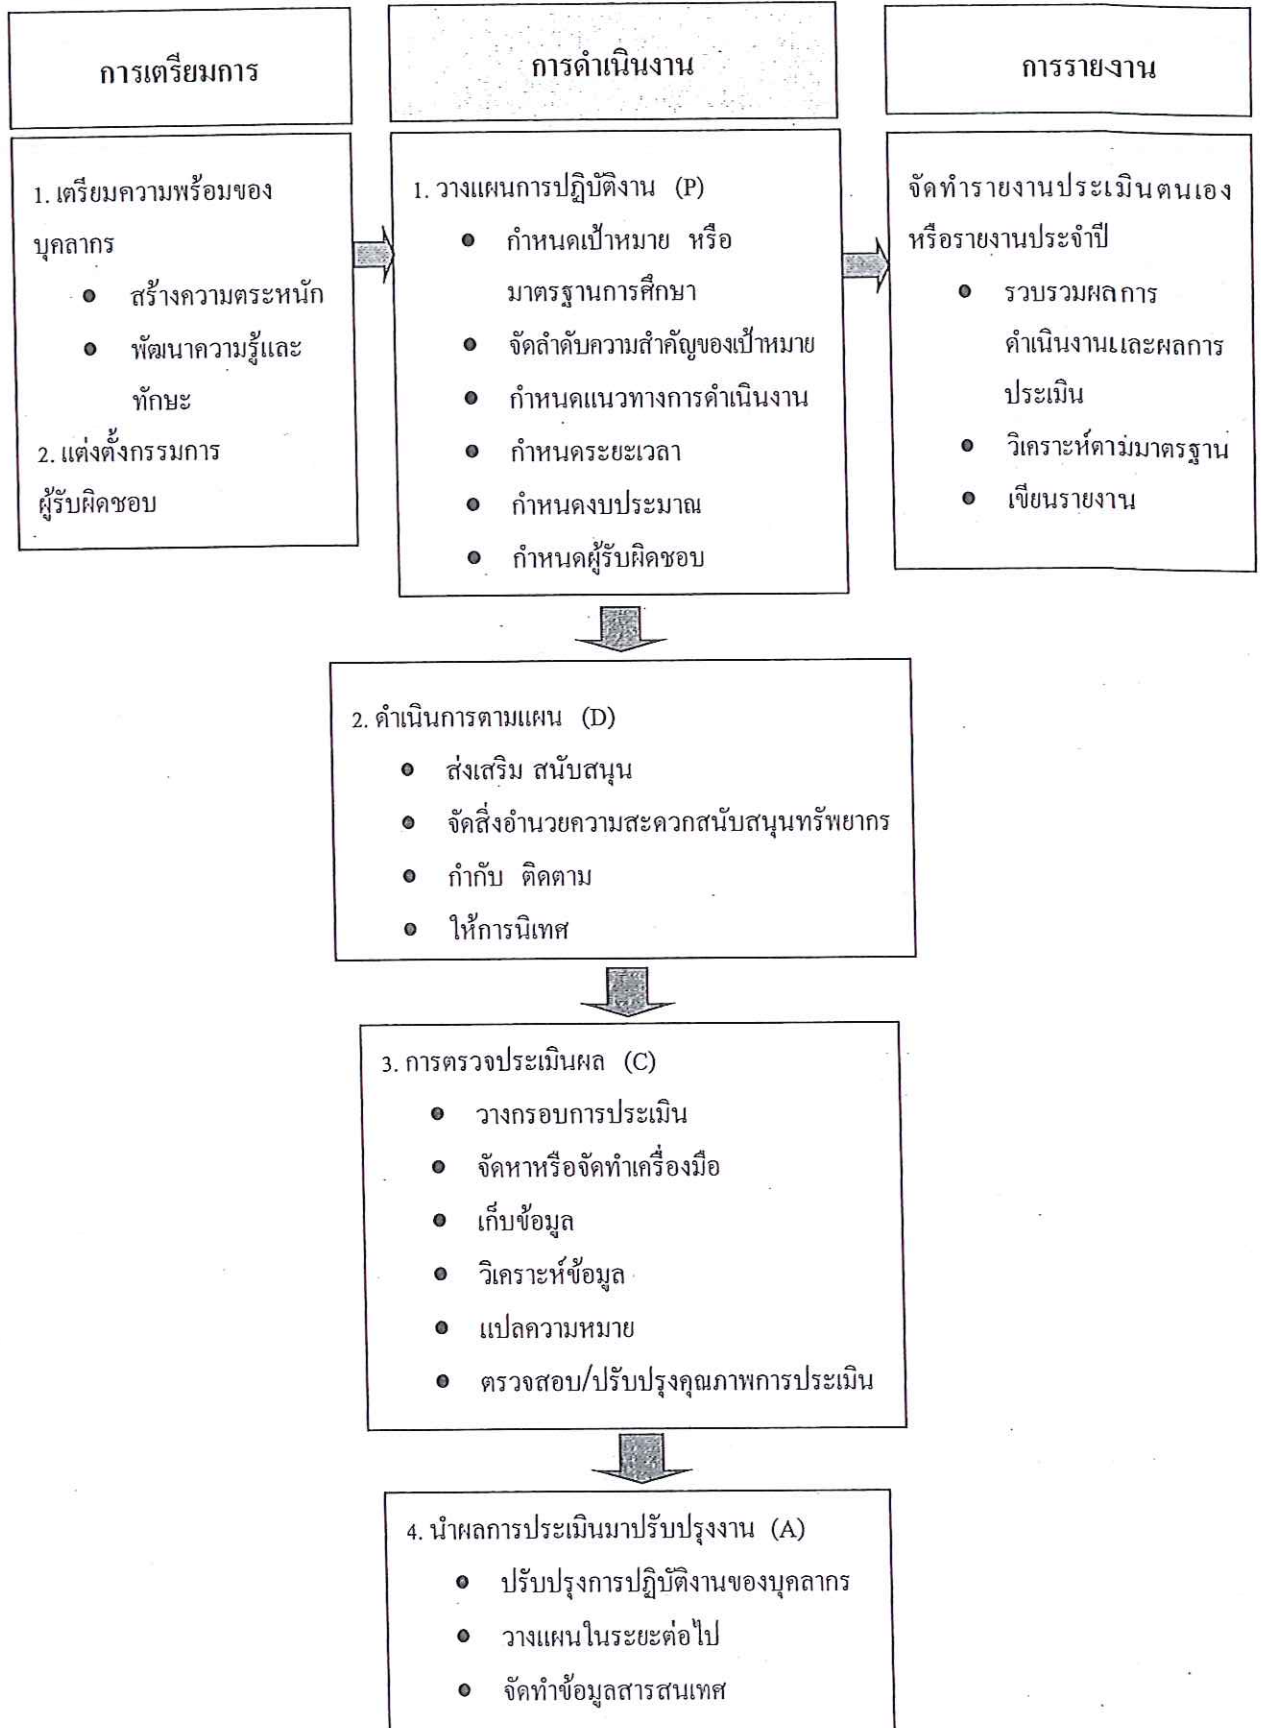 การเตรียมการ
การดำเนินงาน
การรายงาน
1. เตรียมความพร้อมของ
บุคลากร
● สร้างความตระหนัก
● พัฒนาความรู้และ
ทักษะ
2. แต่งตั้งกรรมการ
ผู้รับผิดชอบ
1. วางแผนการปฏิบัติงาน (P)
● กำหนดเป้าหมาย หรือ
มาตรฐานการศึกษา
● จัดลำดับความสำคัญของเป้าหมาย
● กำหนดแนวทางการดำเนินงาน
● กำหนดระยะเวลา
● กำหนดงบประมาณ
● กำหนดผู้รับผิดชอบ
จัดทำรายงานประเมินตนเอง
หรือรายงานประจำปี
● รวบรวมผลการ
ดำเนินงานและผลการ
ประเมิน
● วิเคราะห์ตามมาตรฐาน
● เขียนรายงาน
2. ดำเนินการตามแผน (D)
● ส่งเสริม สนับสนุน
● จัดสิ่งอำนวยความสะดวกสนับสนุนทรัพยากร
● กำกับ ติดตาม
● ให้การนิเทศ
3. การตรวจประเมินผล (C)
● วางกรอบการประเมิน
● จัดหาหรือจัดทำเครื่องมือ
● เก็บข้อมูล
● วิเคราะห์ข้อมูล
● แปลความหมาย
● ตรวจสอบ/ปรับปรุงคุณภาพการประเมิน
4. นำผลการประเมินมาปรับปรุงงาน (A)
● ปรับปรุงการปฏิบัติงานของบุคลากร
● วางแผนในระยะต่อไป
● จัดทำข้อมูลสารสนเทศ